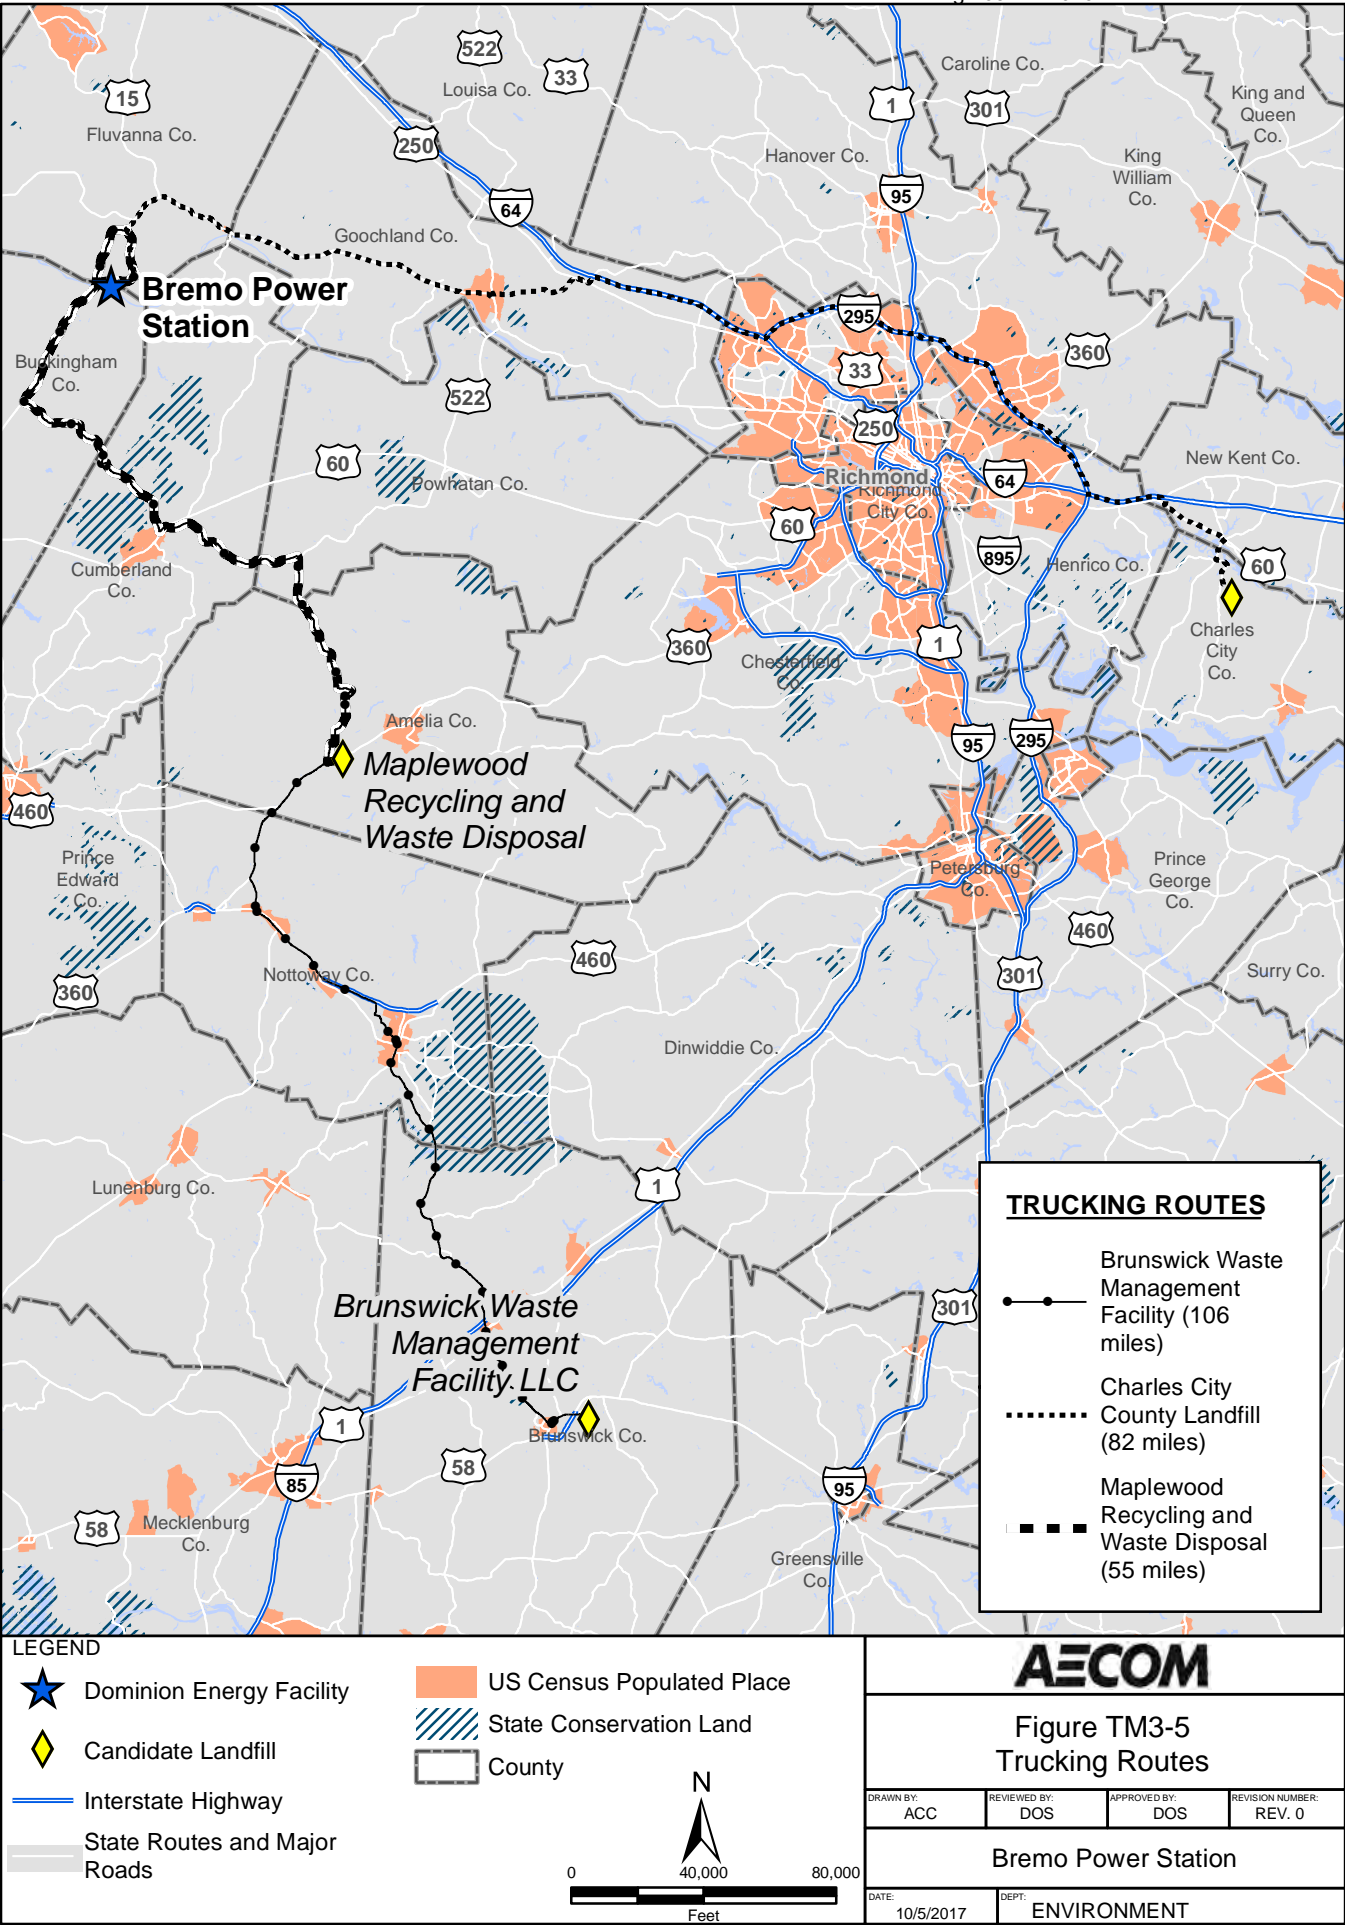 522
33
Louisa Co.
15
Fluvanna Co.
250
64
Caroline Co.
1
301
King and
Queen
Co.
Hanover Co.
King
William
Co.
95
Goochland Co.
Bremo Power
Station
295
360
33
Buckingham
Co.
522
250
60
Powhatan Co.
New Kent Co.
Richmond
Richmond
City Co.
64
60
895
Henrico Co.
60
Cumberland
Co.
360
1
Chesterfield
Co.
Charles
City
Co.
Amelia Co.
95
295
Maplewood
Recycling and
Waste Disposal
460
Prince
Edward
Co.
Petersburg
Co.
Prince
George
Co.
460
460
301
Surry Co.
Nottoway Co.
360
Dinwiddie Co.
Lunenburg Co.
1
301
Brunswick Waste
Management
Facility LLC
1
Brunswick Co.
58
85
95
58
Mecklenburg
Co.
Greensville
Co.
TRUCKING ROUTES
Brunswick Waste
Management
Facility (106
miles)
Charles City
County Landfill
(82 miles)
Maplewood
Recycling and
Waste Disposal
(55 miles)
LEGEND
Dominion Energy Facility
Candidate Landfill
Interstate Highway
State Routes and Major
Roads
US Census Populated Place
State Conservation Land
County
N
0 40,000 80,000
Feet
AECOM
Figure TM3-5
Trucking Routes
DRAWN BY:
ACC
REVIEWED BY:
DOS
APPROVED BY:
DOS
REVISION NUMBER:
REV. 0
Bremo Power Station
DATE:
10/5/2017
DEPT:
ENVIRONMENT